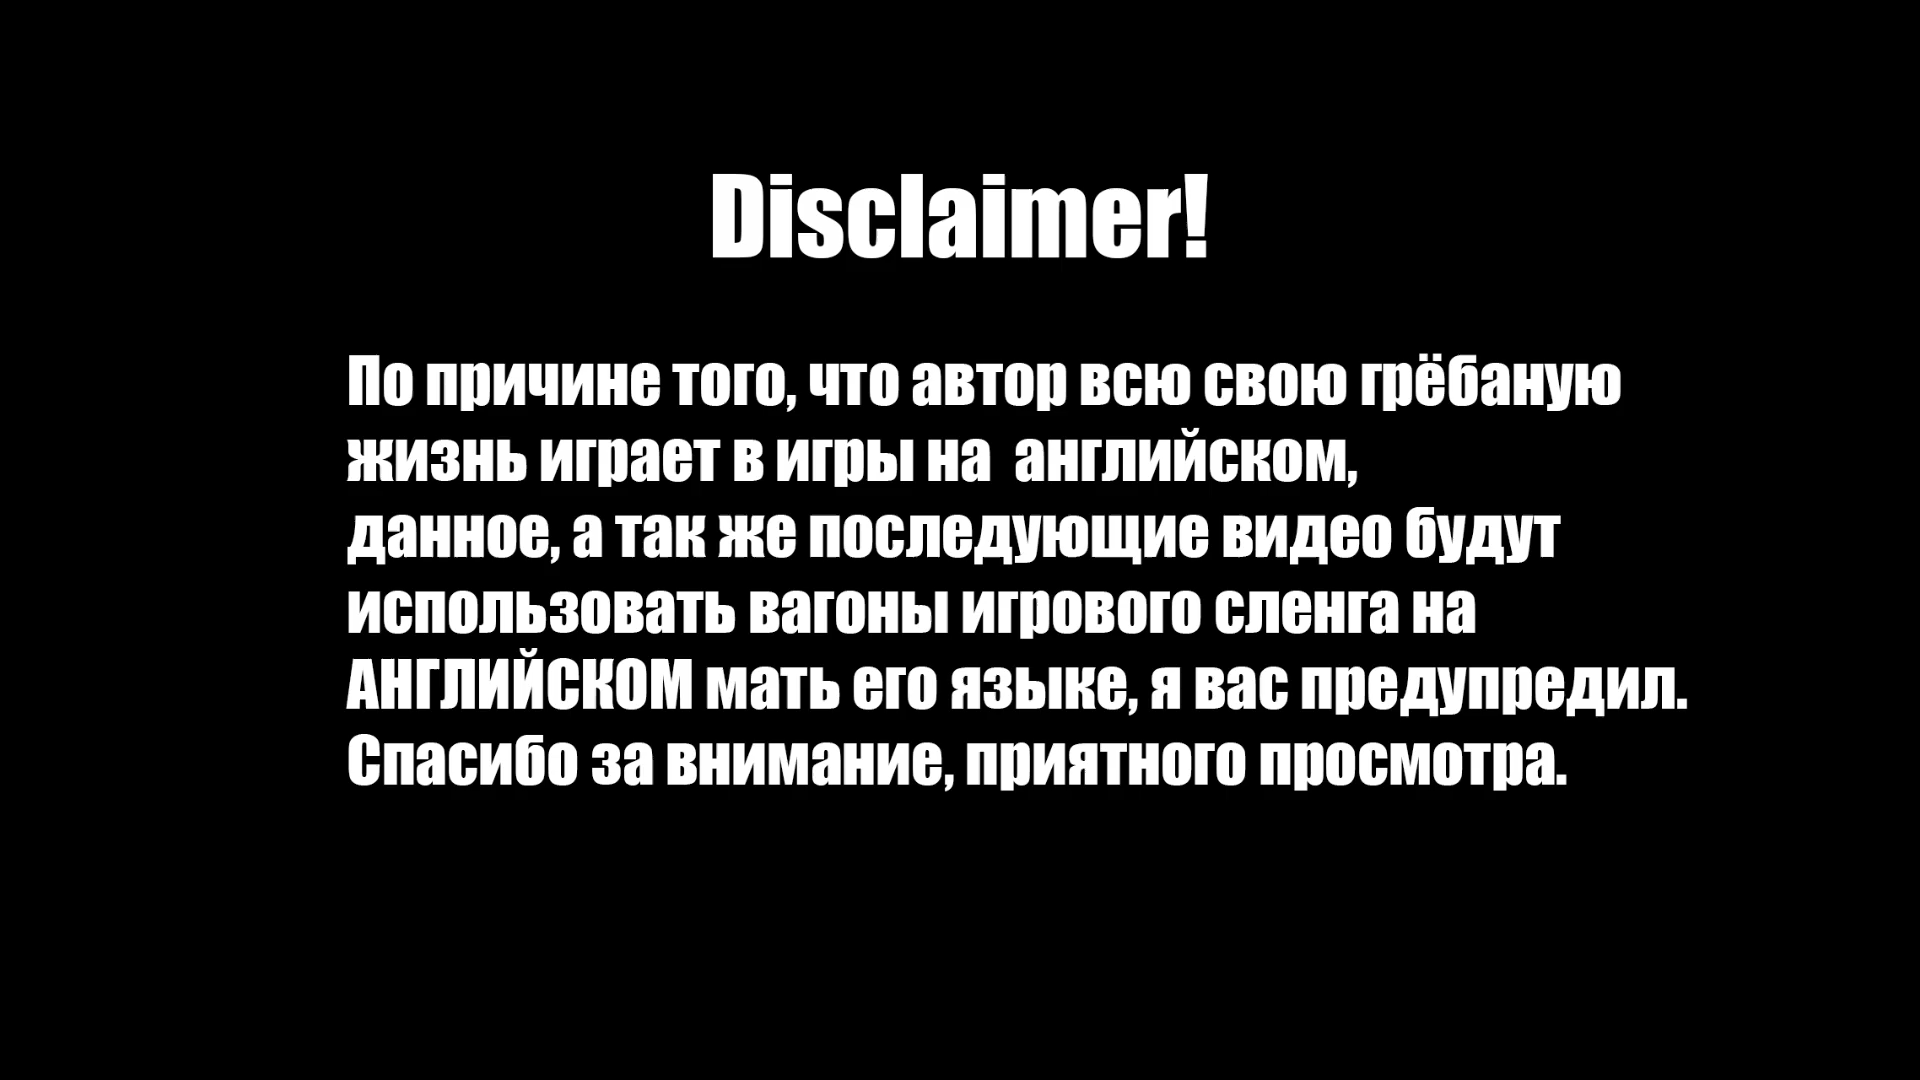 Disclaimer!
По причине того, что автор всю свою грёбаную
жизнь играет в игры на  английском,
данное, а так же последующие видео будут
использовать вагоны игрового сленга на
АНГЛИЙСКОМ мать его языке, я вас предупредил.
Спасибо за внимание, приятного просмотра.